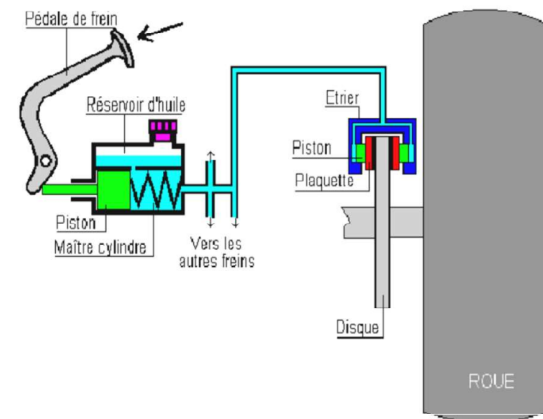 Pédale de frein
Réservoir d'huile
Etrier
Piston
Plaquette
Piston
Maître cylindre
Vers les
autres freins
Disque
ROUE